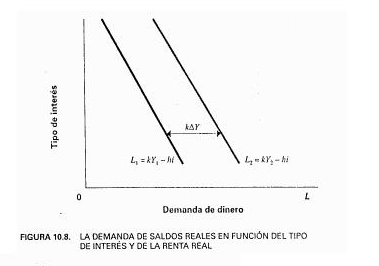 Tipo de interés
kΔY
L₁ = kY₁ – hi
L₂ = kY₂ – hi
0
L
Demanda de dinero
FIGURA 10.8. LA DEMANDA DE SALDOS REALES EN FUNCIÓN DEL TIPO
DE INTERÉS Y DE LA RENTA REAL